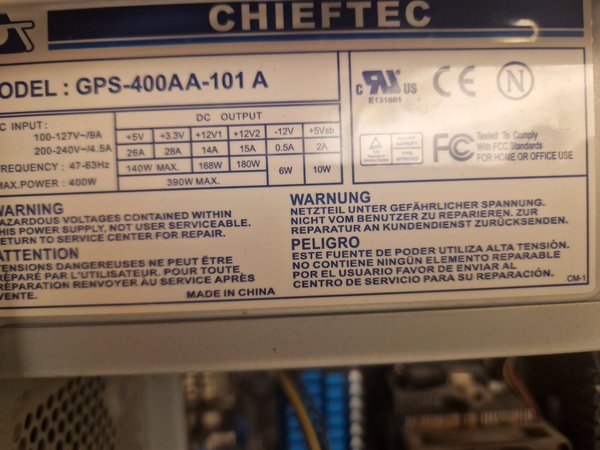 CHIEFTEC
ODEL : GPS-400AA-101 A
C INPUT:
100-127V~/9A
200-240V~/4.5A
REQUENCY : 47-63Hz
MAX.POWER : 400W
DC OUTPUT
+5V +3.3V +12V1 +12V2 -12V +5Vsb
26A 28A 14A 15A 0.5A 2A
140W MAX. 168W 180W 6W 10W
390W MAX.
c RU US
E131881
CE
N
FC Tested To Comply
With FCC Standards
FOR HOME OR OFFICE USE
WARNING
HAZARDOUS VOLTAGES CONTAINED WITHIN
THIS POWER SUPPLY, NOT USER SERVICEABLE.
RETURN TO SERVICE CENTER FOR REPAIR.
ATTENTION
TENSIONS DANGEREUSES NE PEUT ÊTRE
RÉPARÉ PAR L'UTILISATEUR. POUR TOUTE
RÉPARATION RENVOYER AU SERVICE APRÈS
VENTE.
MADE IN CHINA
WARNUNG
NETZTEIL UNTER GEFÄHRLICHER SPANNUNG.
NICHT VOM BENUTZER ZU REPARIEREN. ZUR
REPARATUR AN KUNDENDIENST ZURÜCKSENDEN.
PELIGRO
ESTE FUENTE DE PODER UTILIZA ALTA TENSIÓN.
NO CONTIENE NINGÚN ELEMENTO REPARABLE
POR EL USUARIO FAVOR DE ENVIAR AL
CENTRO DE SERVICIO PARA SU REPARACIÓN.
CM-1